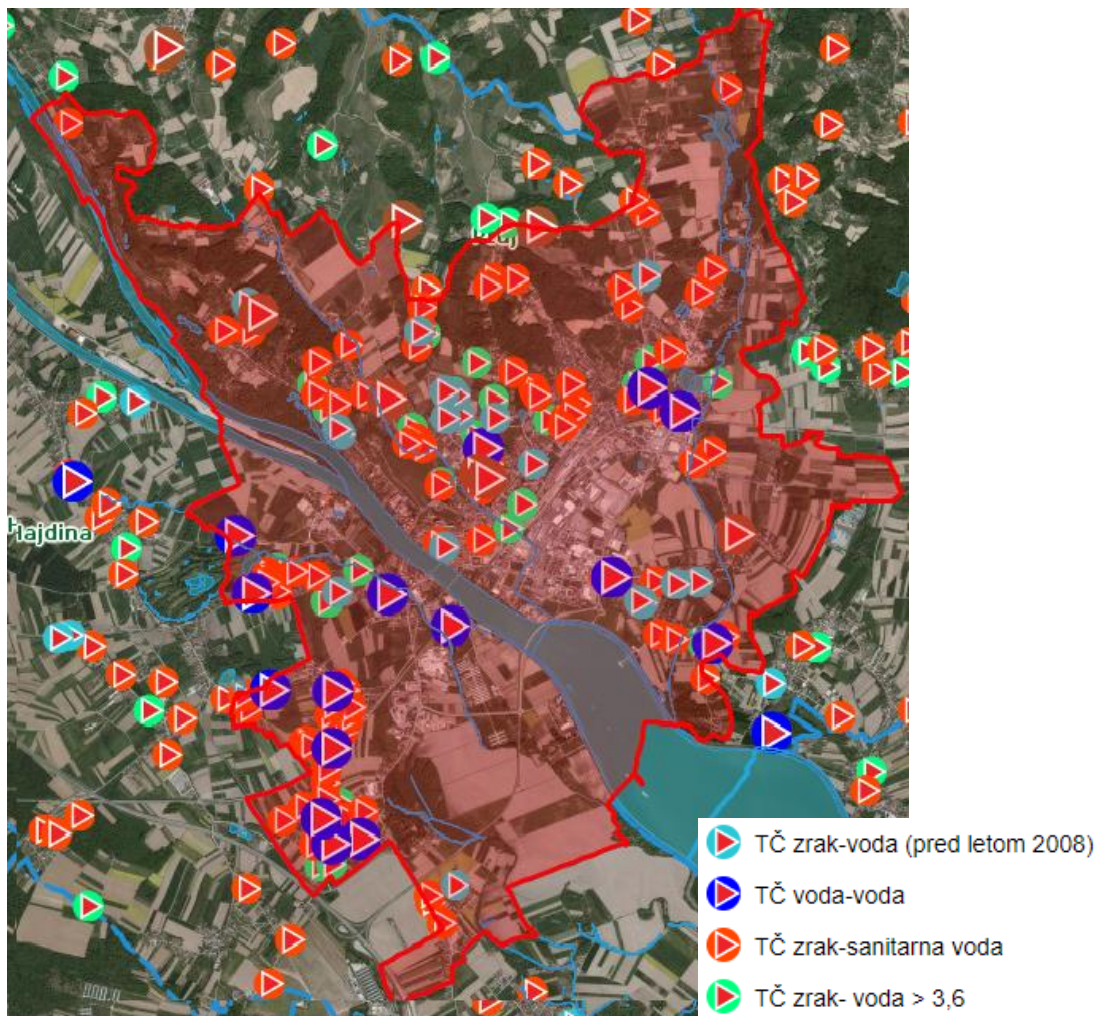 Hajdina
TČ zrak-voda (pred letom 2008)
TČ voda-voda
TČ zrak-sanitarna voda
TČ zrak- voda > 3,6